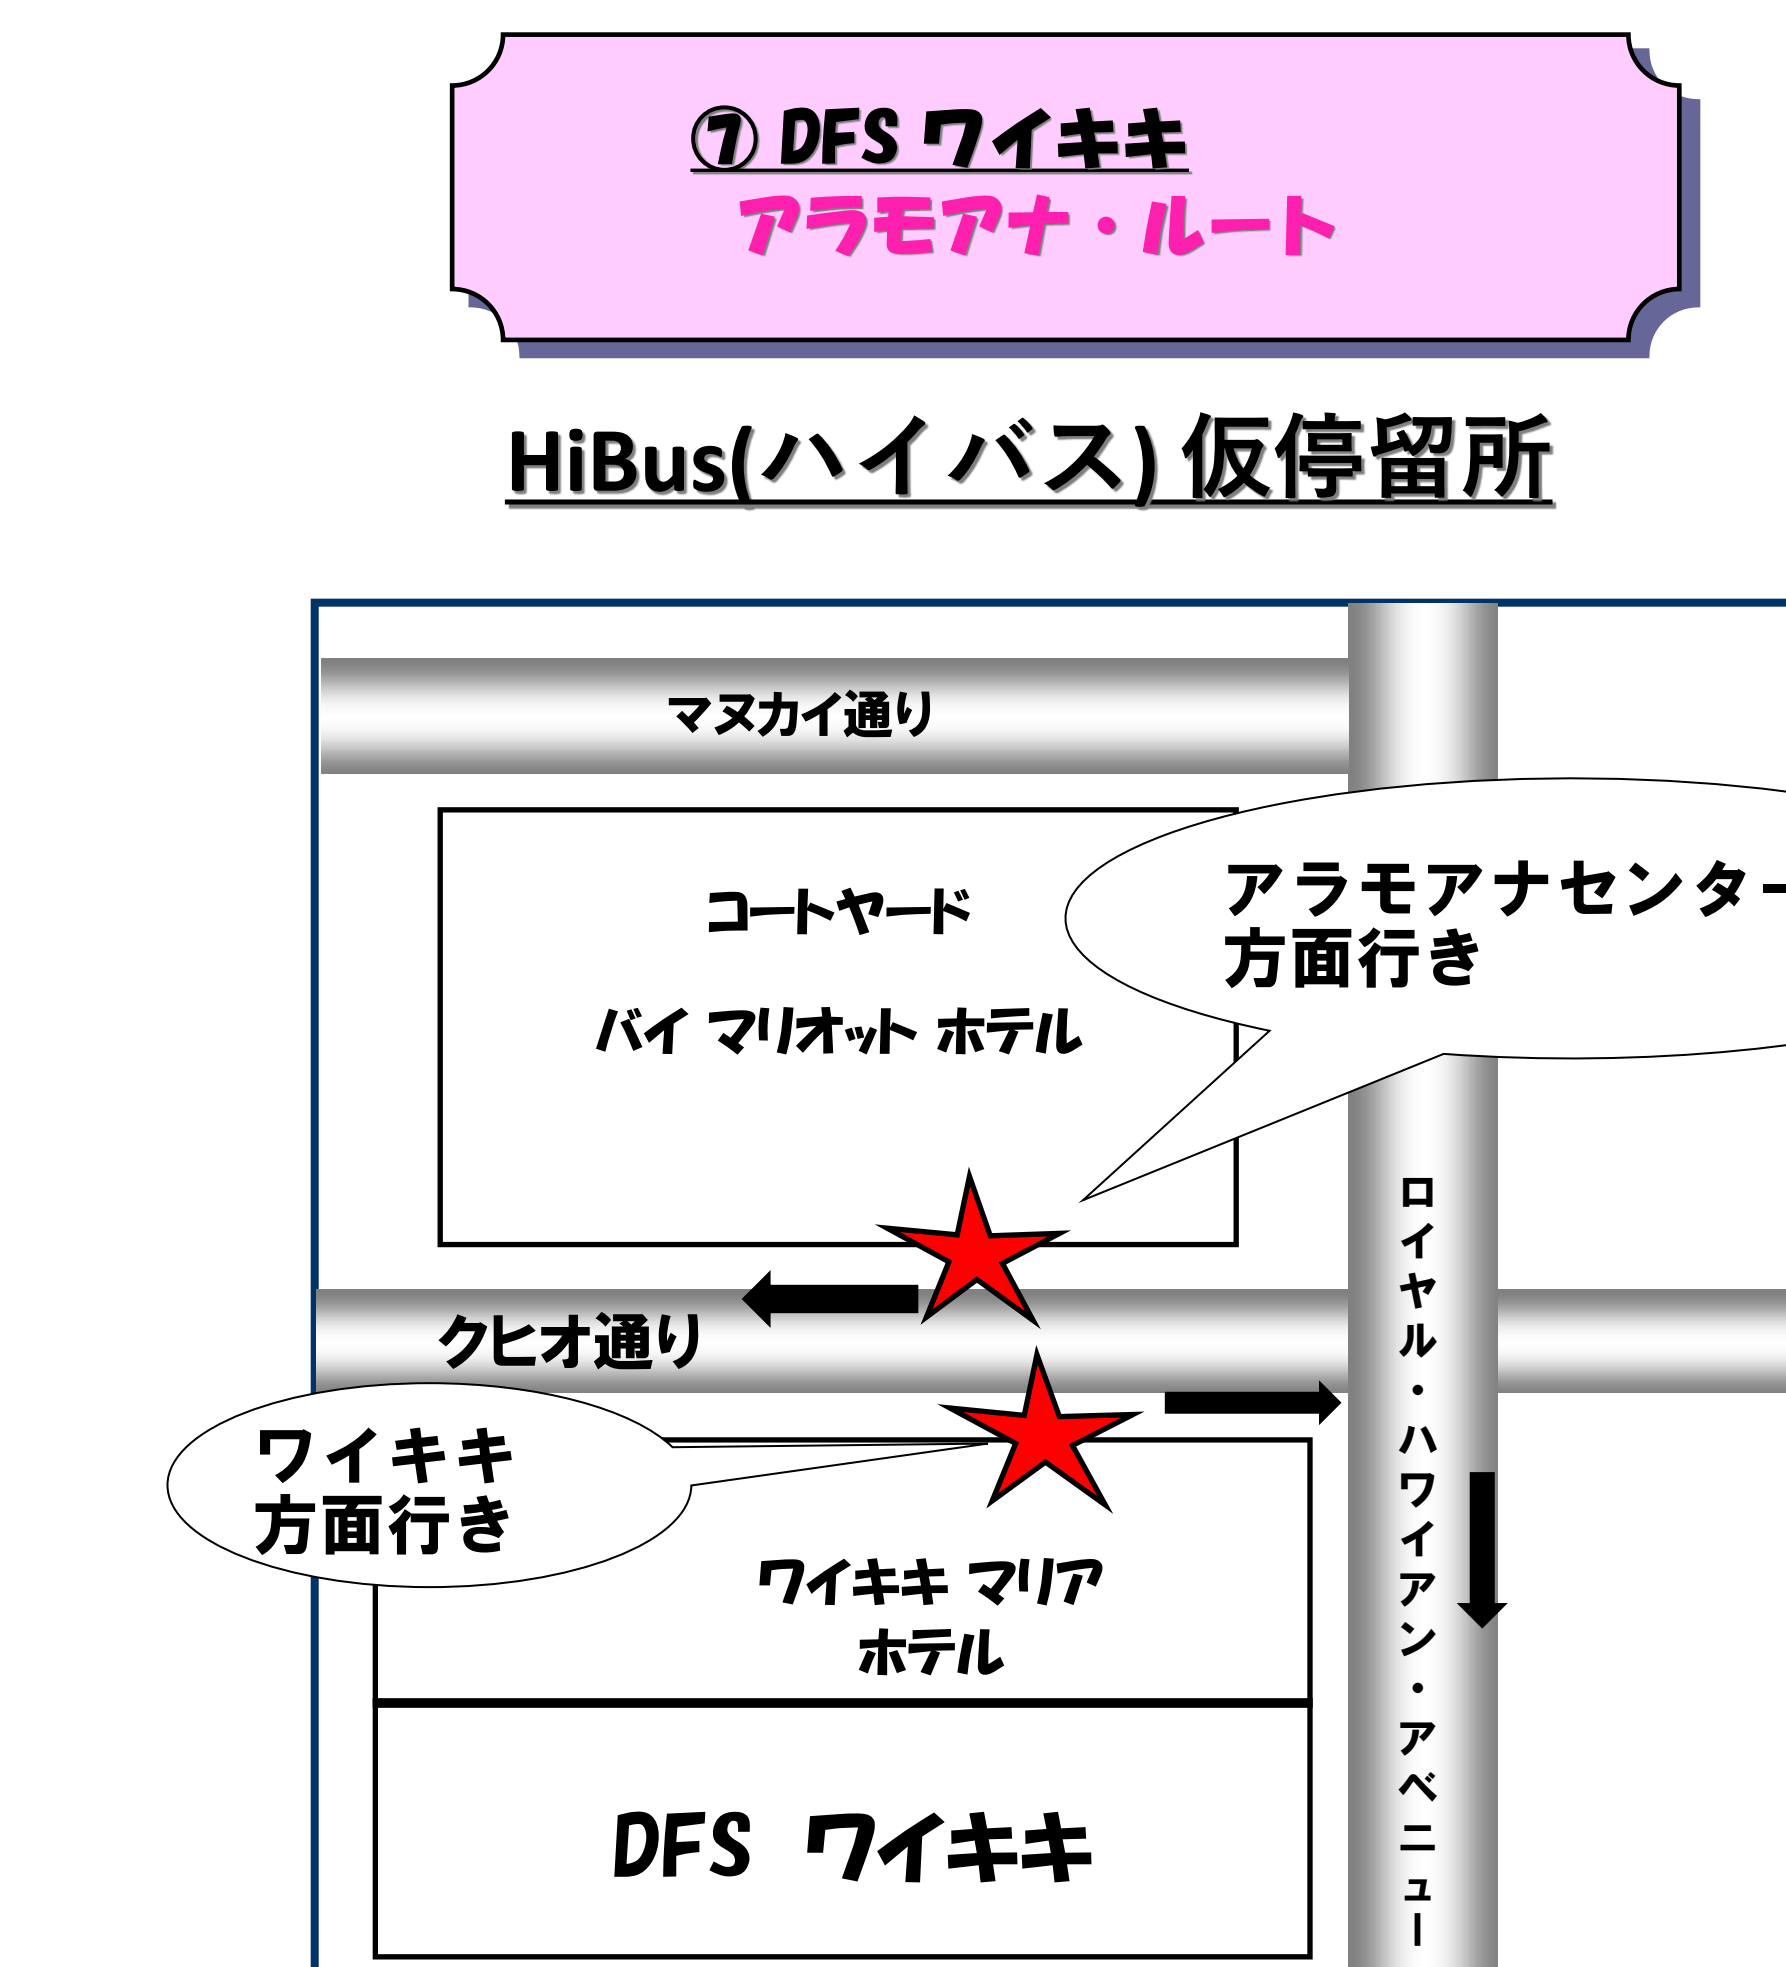 ⑦ DFS ワイキキ
アラモアナ・ルート
HiBus(ハイバス) 仮停留所
マヌカイ通り
コートヤード
バイ マリオット ホテル
アラモアナセンター
方面行き
クヒオ通り
ワイキキ
方面行き
ワイキキ マリア
ホテル
DFS ワイキキ
ロイヤル・ハワイアン・アベニュー